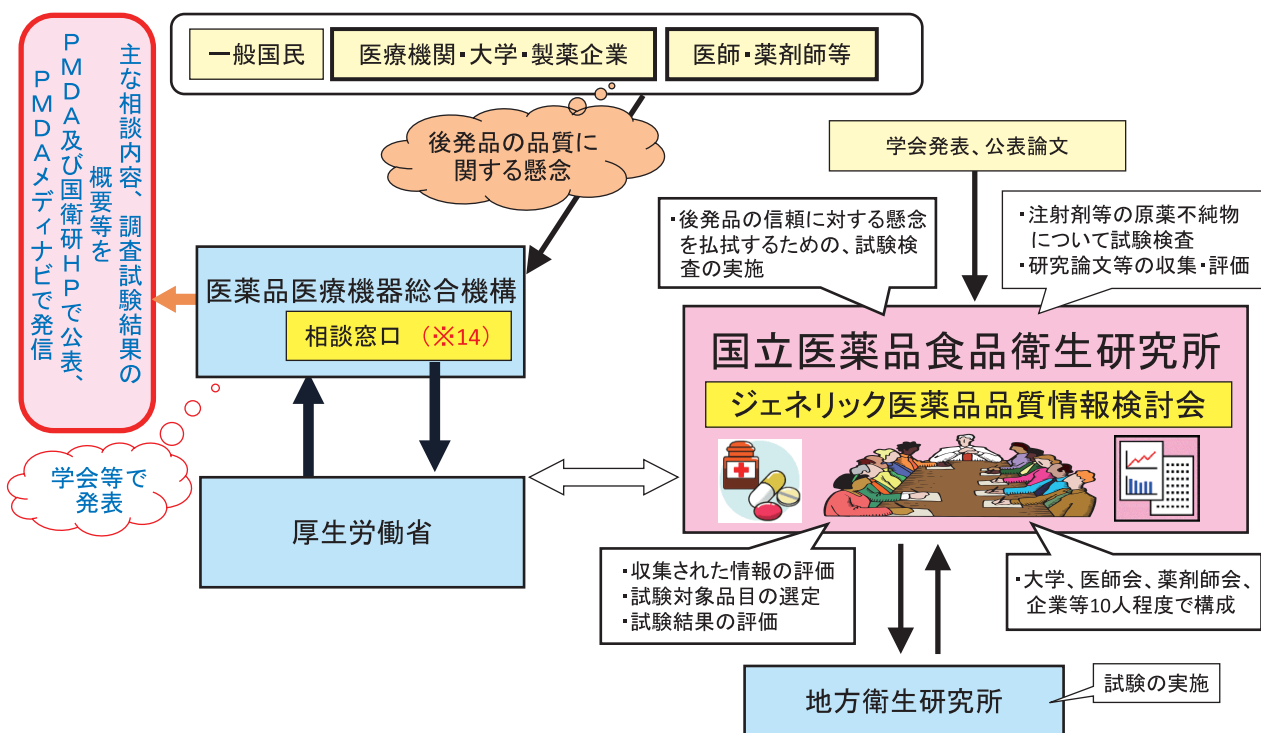 一般国民
医療機関・大学・製薬企業
医師・薬剤師等
主な相談内容、調査試験結果の
概要等を
PMDA及び国衛研HPで公表、
PMDAメディナビで発信
後発品の品質に
関する懸念
学会発表、公表論文
・後発品の信頼に対する懸念
を払拭するための、試験検
査の実施
・注射剤等の原薬不純物
について試験検査
・研究論文等の収集・評価
医薬品医療機器総合機構
相談窓口 (※14)
国立医薬品食品衛生研究所
ジェネリック医薬品品質情報検討会
学会等で
発表
厚生労働省
・収集された情報の評価
・試験対象品目の選定
・試験結果の評価
・大学、医師会、薬剤師会、
企業等10人程度で構成
地方衛生研究所
試験の実施